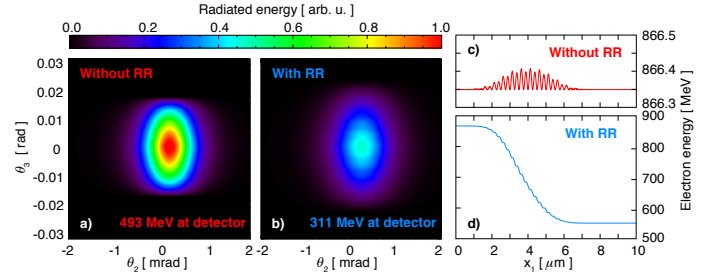 Radiated energy [ arb. u. ]
0.0 0.2 0.4 0.6 0.8 1.0
0.03
0.02
0.01
0
-0.01
-0.02
-0.03
θ3 [ rad ]
Without RR
a)
493 MeV at detector
-2 -1 0 1 2
θ2 [ mrad ]
With RR
b)
311 MeV at detector
-2 -1 0 1 2
θ2 [ mrad ]
c)
Without RR
866.5
866.4
866.3
d)
With RR
900
800
700
600
500
Electron energy [ MeV ]
0 2 4 6 8 10
x1 [ μm ]